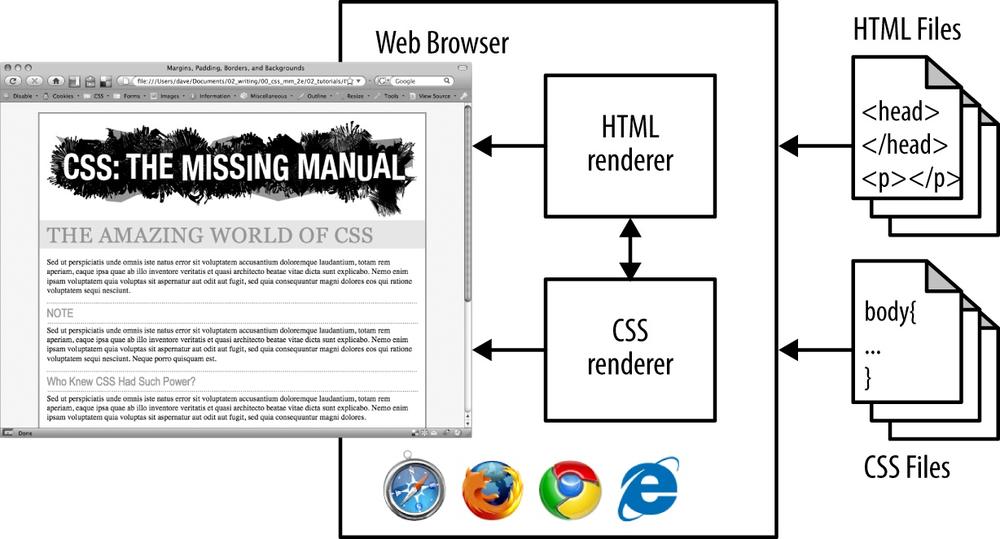 Web Browser
HTML Files
Margins, Padding, Borders, and Backgrounds
file:///Users/dave/Documents/02_writing/00_css_mm_2e/02_tutorials/
Google
Disable Cookies CSS Forms Images Information Miscellaneous Outline Resize Tools View Source
CSS: THE MISSING MANUAL
THE AMAZING WORLD OF CSS
Sed ut perspiciatis unde omnis iste natus error sit voluptatem accusantium doloremque laudantium, totam rem
aperiam, eaque ipsa quae ab illo inventore veritatis et quasi architecto beatae vitae dicta sunt explicabo. Nemo enim
ipsam voluptatem quia voluptas sit aspernatur aut odit aut fugit, sed quia consequuntur magni dolores eos qui ratione
voluptatem sequi nesciunt.
NOTE
Sed ut perspiciatis unde omnis iste natus error sit voluptatem accusantium doloremque laudantium, totam rem
aperiam, eaque ipsa quae ab illo inventore veritatis et quasi architecto beatae vitae dicta sunt explicabo. Nemo enim
ipsam voluptatem quia voluptas sit aspernatur aut odit aut fugit, sed quia consequuntur magni dolores eos qui ratione
voluptatem sequi nesciunt. Neque porro quisquam est.
Who Knew CSS Had Such Power?
Sed ut perspiciatis unde omnis iste natus error sit voluptatem accusantium doloremque laudantium, totam rem
aperiam, eaque ipsa quae ab illo inventore veritatis et quasi architecto beatae vitae dicta sunt explicabo. Nemo enim
ipsam voluptatem quia voluptas sit aspernatur aut odit aut fugit, sed quia consequuntur magni dolores.
Done
HTML
renderer
CSS
renderer
<head>
</head>
<p></p>
body{
...
}
CSS Files